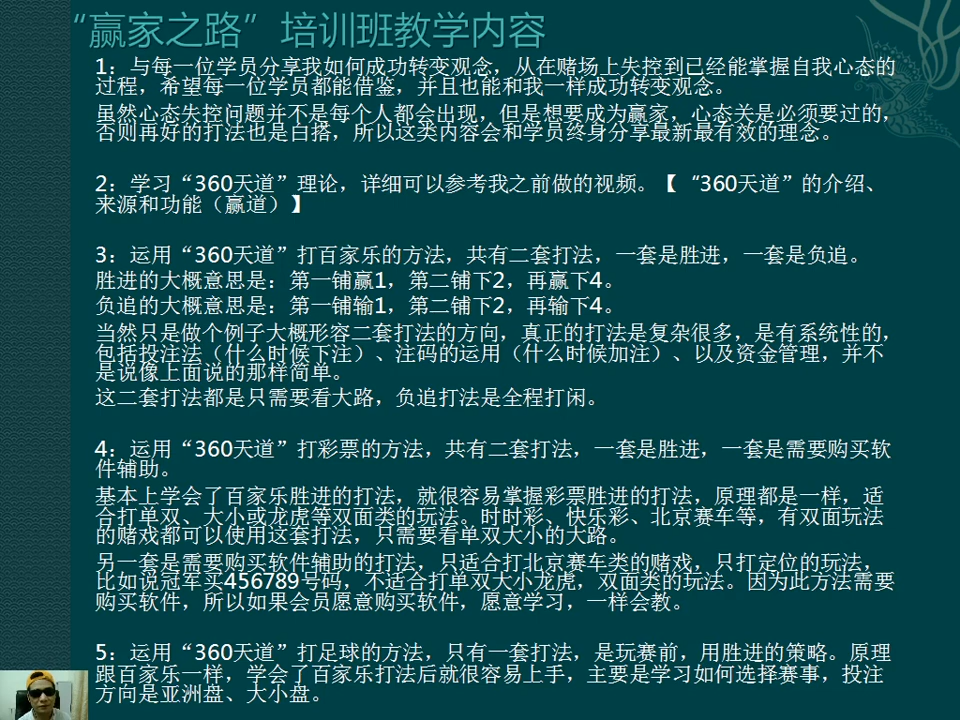 “赢家之路”培训班教学内容
1：与每一位学员分享我如何成功转变观念，从在赌场上失控到已经能掌握自我心态的
过程，希望每一位学员都能借鉴，并且也能和我一样成功转变观念。
虽然心态失控问题并不是每个人都会出现，但是想要成为赢家，心态关是必须要过的，
否则再好的打法也是白搭，所以这类内容会和学员终身分享最新最有效的理念。
2：学习“360天道”理论，详细可以参考我之前做的视频。【“360天道”的介绍、
来源和功能（赢道）】
3：运用“360天道”打百家乐的方法，共有二套打法，一套是胜进，一套是负追。
胜进的大概意思是：第一铺赢1，第二铺下2，再赢下4。
负追的大概意思是：第一铺输1，第二铺下2，再输下4。
当然只是做个例子大概形容二套打法的方向，真正的打法是复杂很多，是有系统性的，
包括投注法（什么时候下注）、注码的运用（什么时候加注）、以及资金管理，并不
是说像上面说的那样简单。
这二套打法都是只需要看大路，负追打法是全程打闲。
4：运用“360天道”打彩票的方法，共有二套打法，一套是胜进，一套是需要购买软
件辅助。
基本上学会了百家乐胜进的打法，就很容易掌握彩票胜进的打法，原理都是一样，适
合打单双、大小或龙虎等双面类的玩法。时时彩、快乐彩、北京赛车等，有双面玩法
的赌戏都可以使用这套打法，只需要看单双大小的大路。
另一套是需要购买软件辅助的打法，只适合打北京赛车类的赌戏，只打定位的玩法，
比如说冠军买456789号码，不适合打单双大小龙虎，双面类的玩法。因为此方法需要
购买软件，所以如果会员愿意购买软件，愿意学习，一样会教。
5：运用“360天道”打足球的方法，只有一套打法，是玩赛前，用胜进的策略。原理
跟百家乐一样，学会了百家乐打法后就很容易上手，主要是学习如何选择赛事，投注
方向是亚洲盘、大小盘。